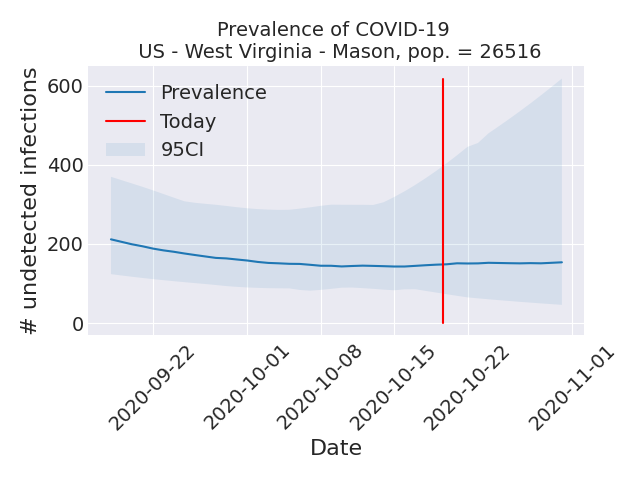 Prevalence of COVID-19
US - West Virginia - Mason, pop. = 26516
# undetected infections
600
400
200
0
Prevalence
Today
95CI
2020-09-22
2020-10-01
2020-10-08
2020-10-15
2020-10-22
2020-11-01
Date